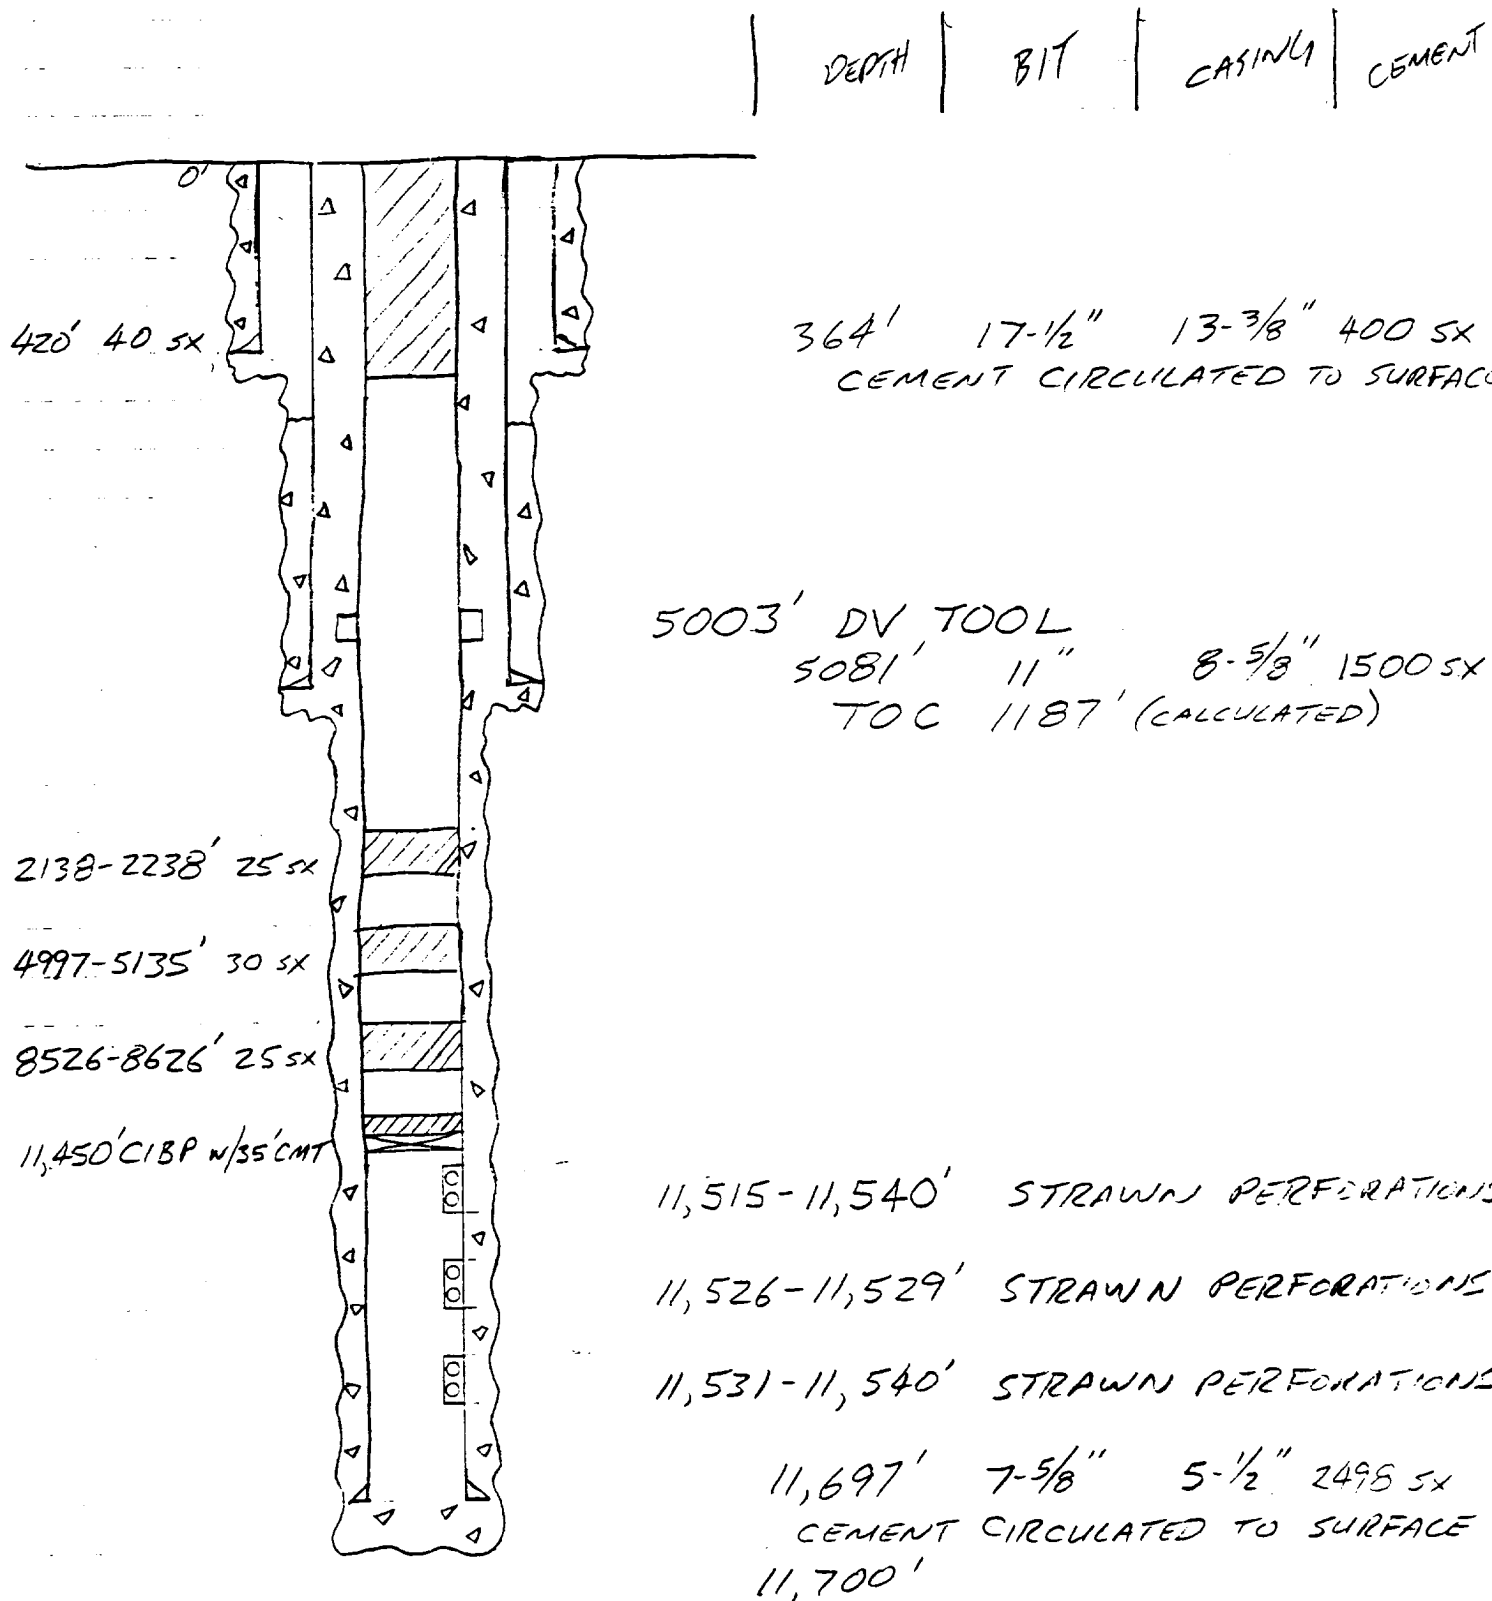 DEPTH BIT CASING CEMENT
0'
420' 40 SX 364' 17-1/2" 13-3/8" 400 SX
CEMENT CIRCULATED TO SURFACE
5003' DV TOOL
5081' 11" 8-5/8" 1500 SX
TOC 1187' (CALCULATED)
2138-2238' 25 SX
4997-5135' 30 SX
8526-8626' 25 SX
11,450' CIBP W/35' CMT
11,515-11,540' STRAWN PERFORATIONS
11,526-11,529' STRAWN PERFORATIONS
11,531-11,540' STRAWN PERFORATIONS
11,697' 7-5/8" 5-1/2" 2498 SX
CEMENT CIRCULATED TO SURFACE
11,700'